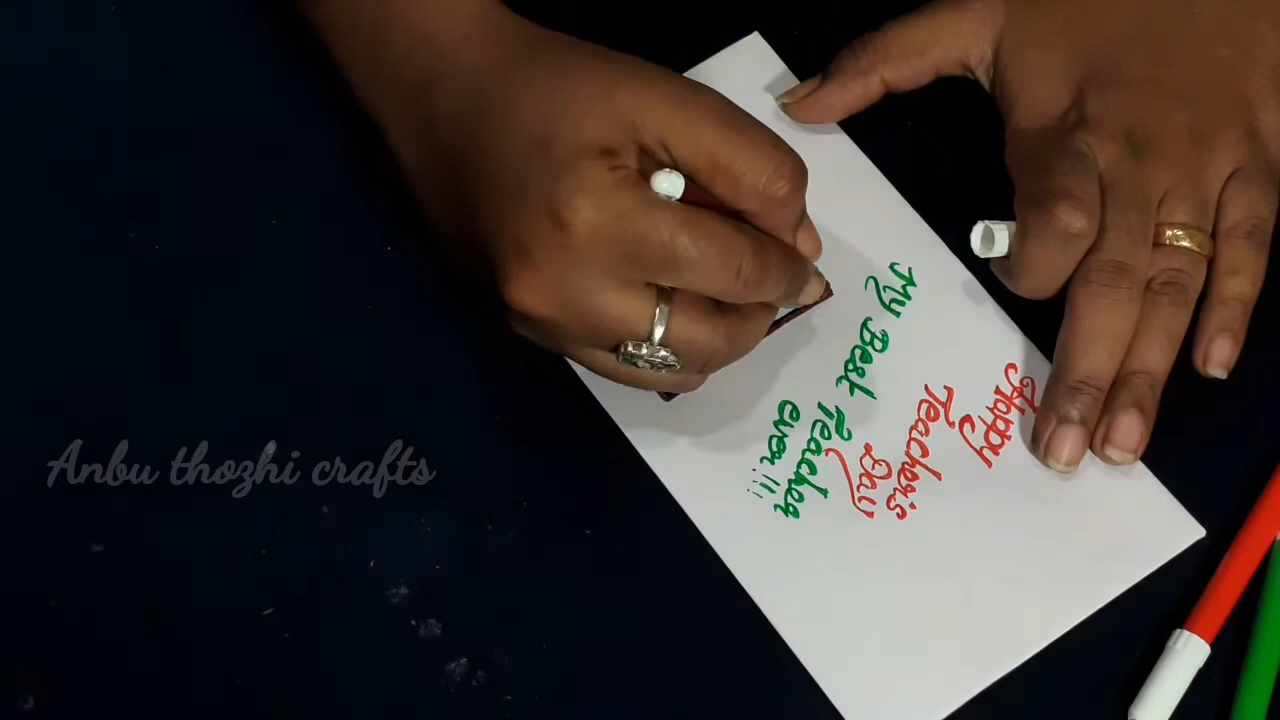 Happy
Teacher's
Day
My Best Teacher
ever!!!
Anbu thozhi crafts